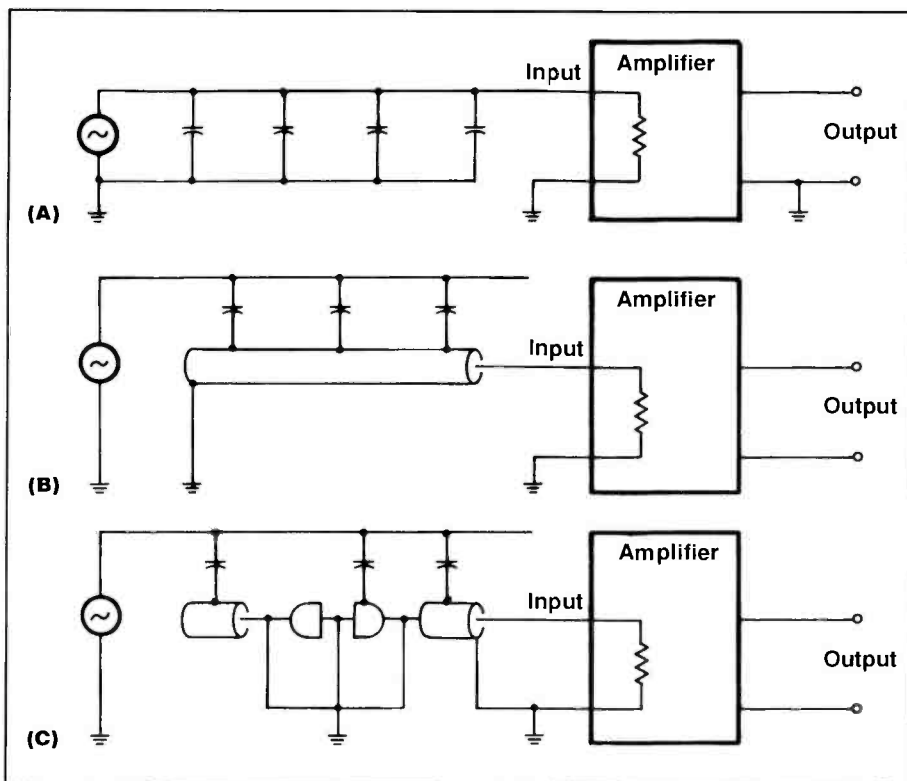 Amplifier
Input
Output
(A)
Amplifier
Input
Output
(B)
Amplifier
Input
Output
(C)